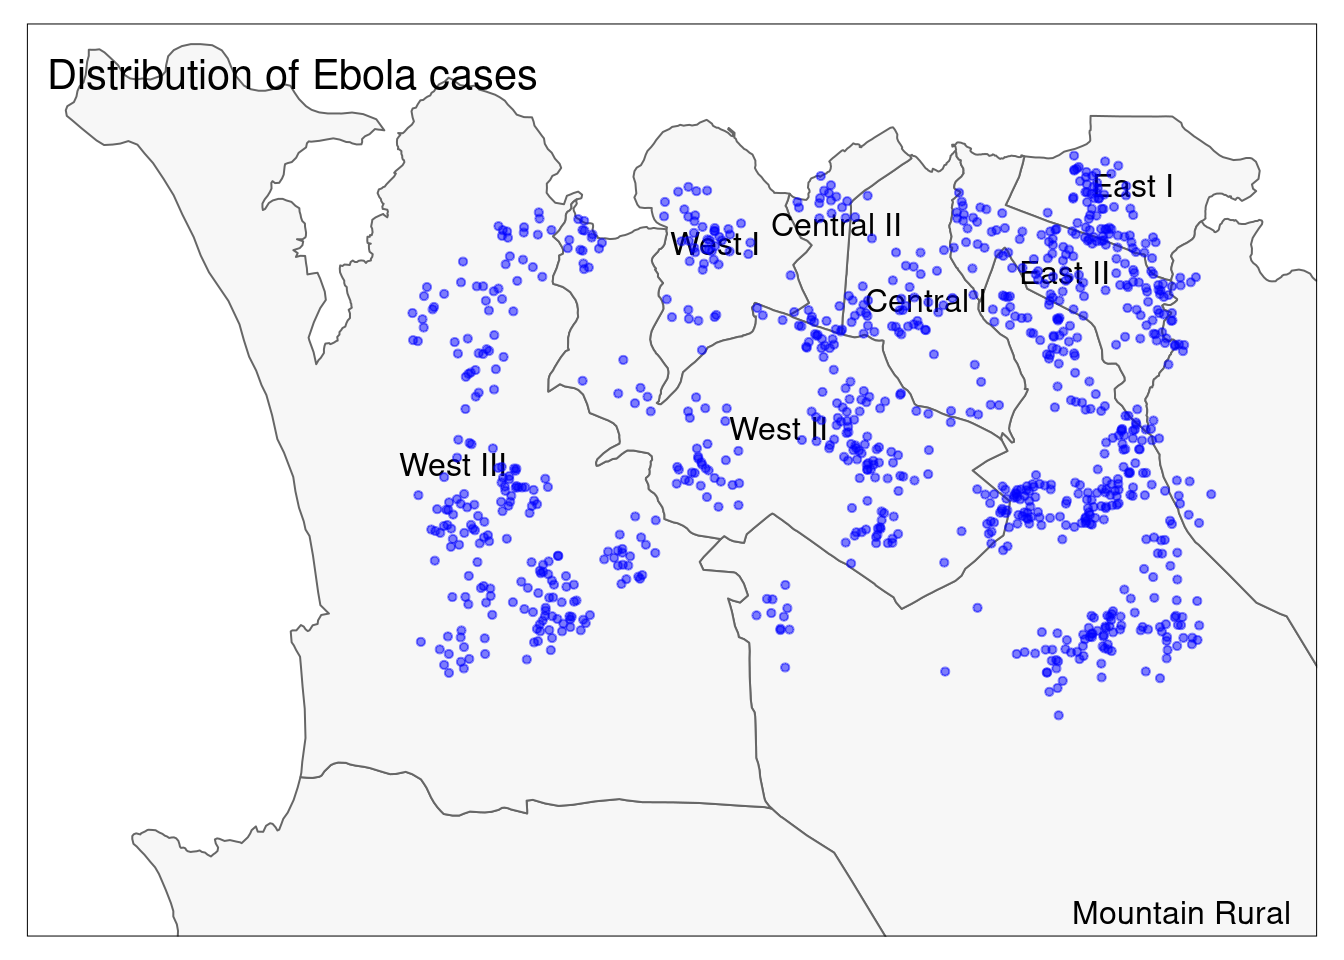 Distribution of Ebola cases
East I
Central II
West I
East II
Central I
West II
West III
Mountain Rural